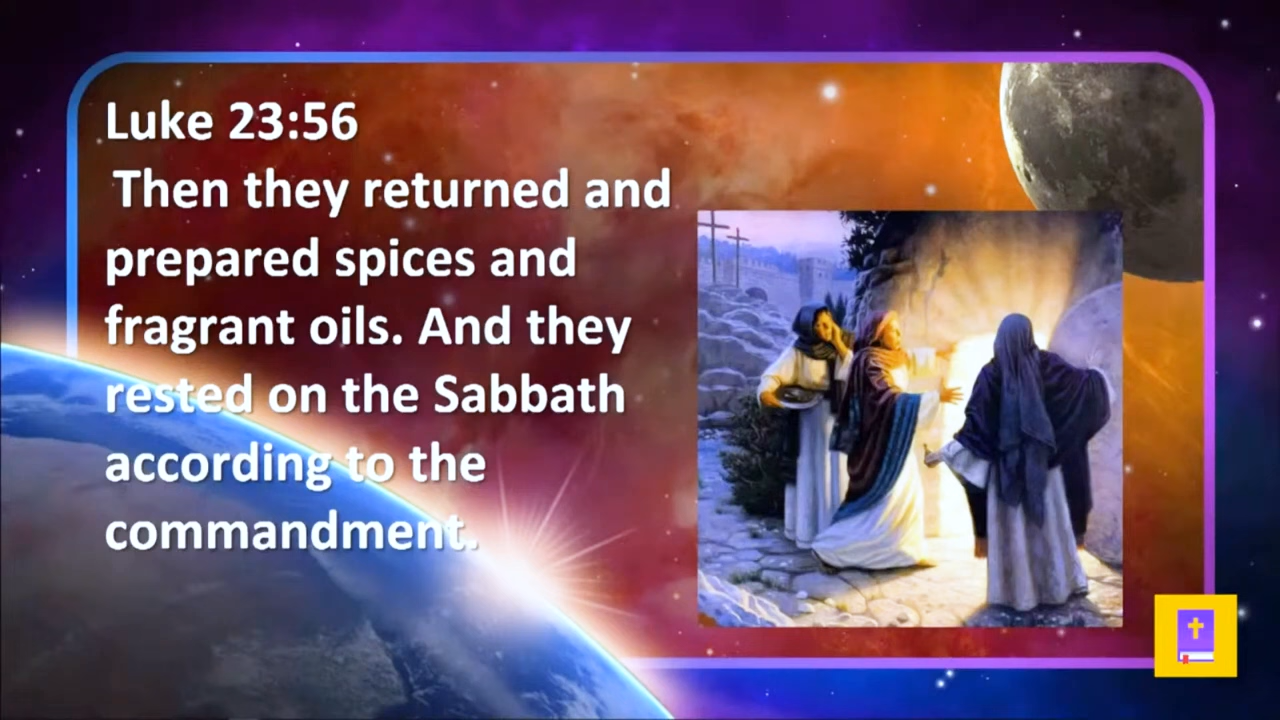 Luke 23:56
Then they returned and
prepared spices and
fragrant oils. And they
rested on the Sabbath
according to the
commandment.